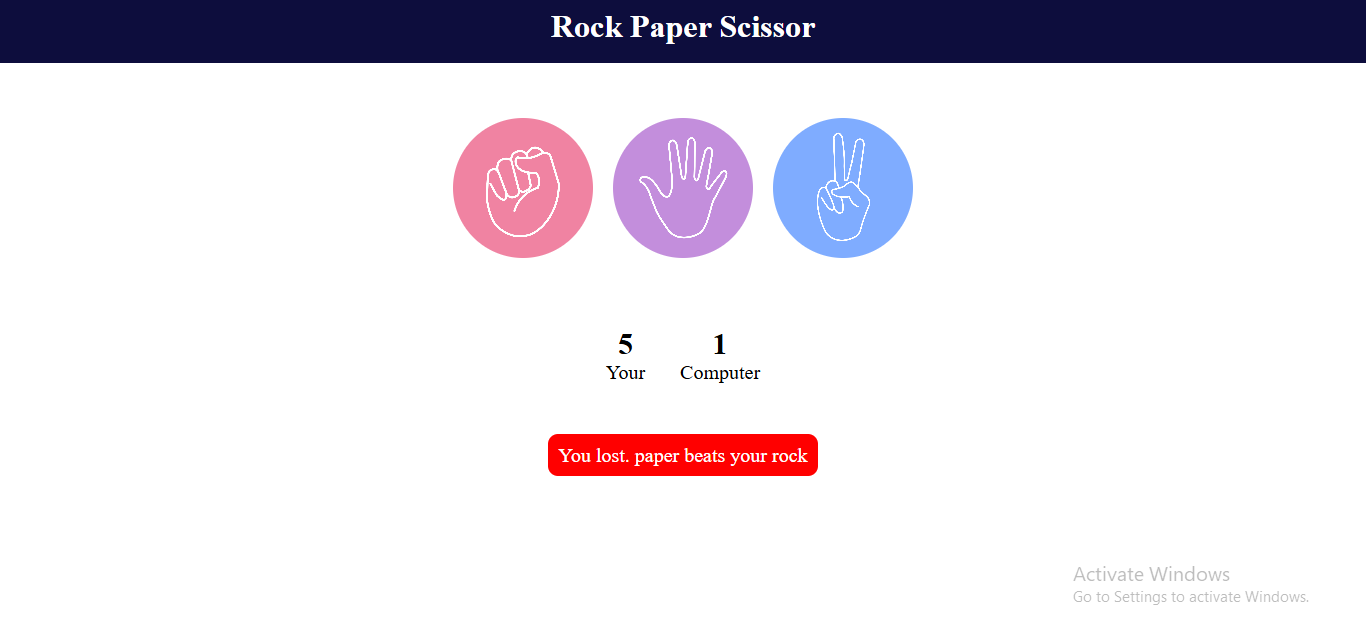 Rock Paper Scissor
5 1
Your Computer
You lost. paper beats your rock
Activate Windows
Go to Settings to activate Windows.